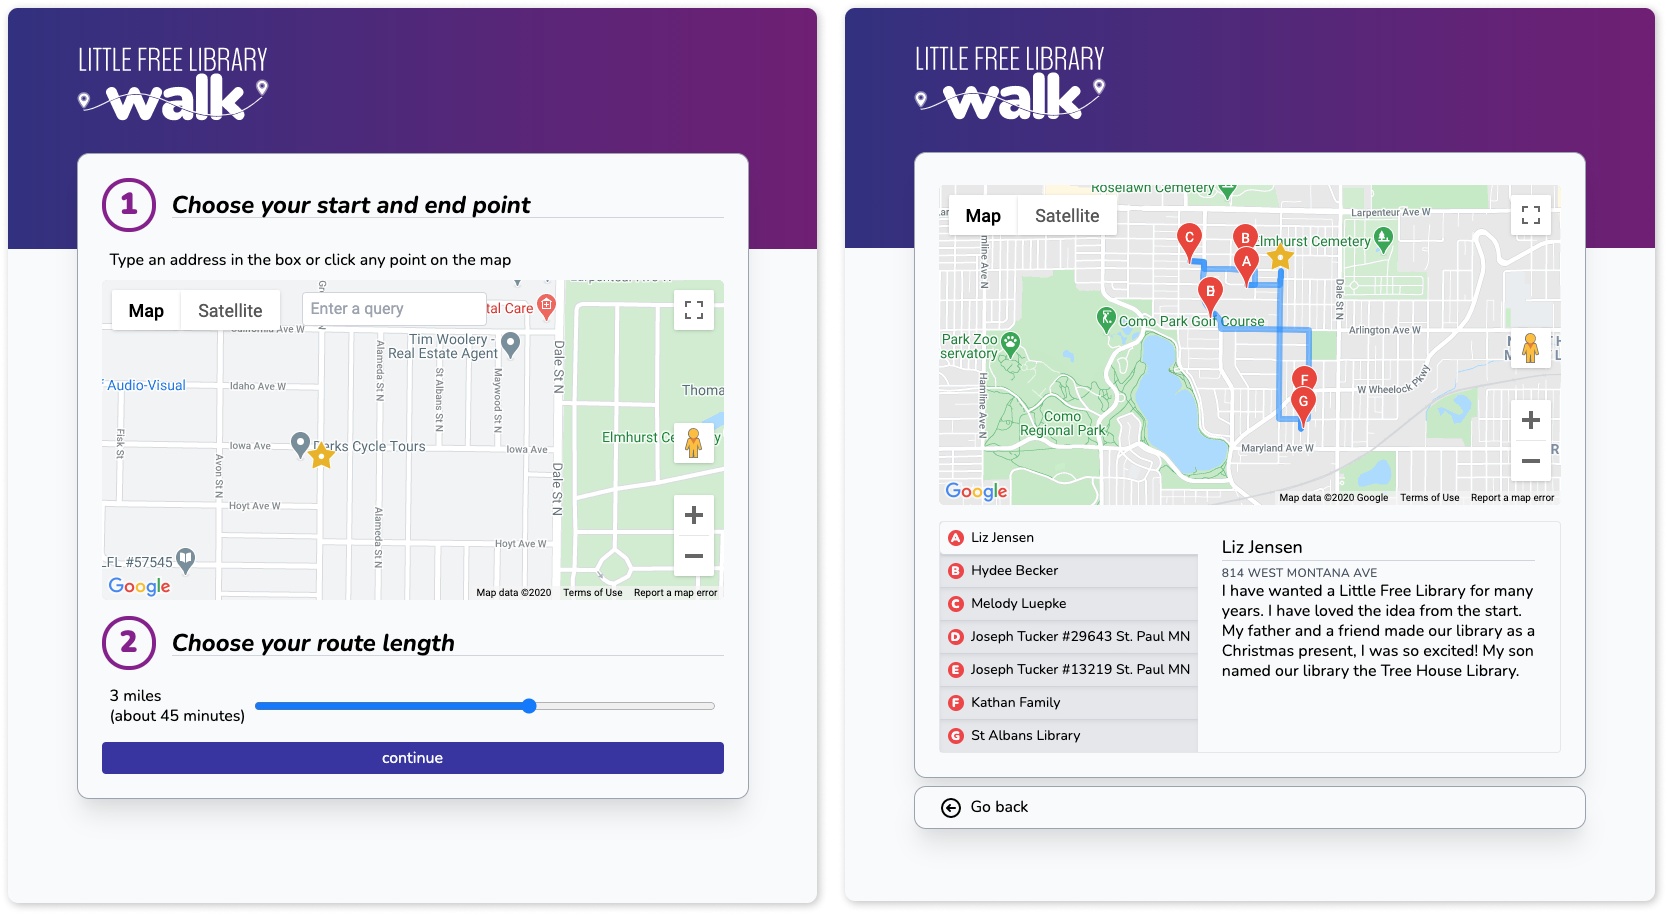 LITTLE FREE LIBRARY
walk
1
Choose your start and end point
Type an address in the box or click any point on the map
Map
Satellite
Enter a query
tal Care
California Ave W
Tim Woolery -
Real Estate Agent
Audio-Visual
Idaho Ave W
Alameda St N
St Albans St N
Maywood St N
Dale St N
Thoma
Fisk St
Iowa Ave
Derks Cycle Tours
Iowa Ave
Elmhurst Cemetery
Avon St N
Dale St N
Hoyt Ave W
Alameda St N
Hoyt Ave W
LFL #57545
Google
Map data ©2020
Terms of Use
Report a map error
2
Choose your route length
3 miles
(about 45 minutes)
continue
LITTLE FREE LIBRARY
walk
Roselawn Cemetery
Map
Satellite
Larpenteur Ave W
C
B
A
Elmhurst Cemetery
Dale St N
Como Park Golf Course
Arlington Ave W
Park Zoo
servatory
F
G
W Wheelock Pkwy
Hamline Ave N
Como
Regional Park
Maryland Ave W
Google
Map data ©2020 Google
Terms of Use
Report a map error
A Liz Jensen
B Hydee Becker
C Melody Luepke
D Joseph Tucker #29643 St. Paul MN
E Joseph Tucker #13219 St. Paul MN
F Kathan Family
G St Albans Library
Liz Jensen
814 WEST MONTANA AVE
I have wanted a Little Free Library for many
years. I have loved the idea from the start.
My father and a friend made our library as a
Christmas present, I was so excited! My son
named our library the Tree House Library.
Go back